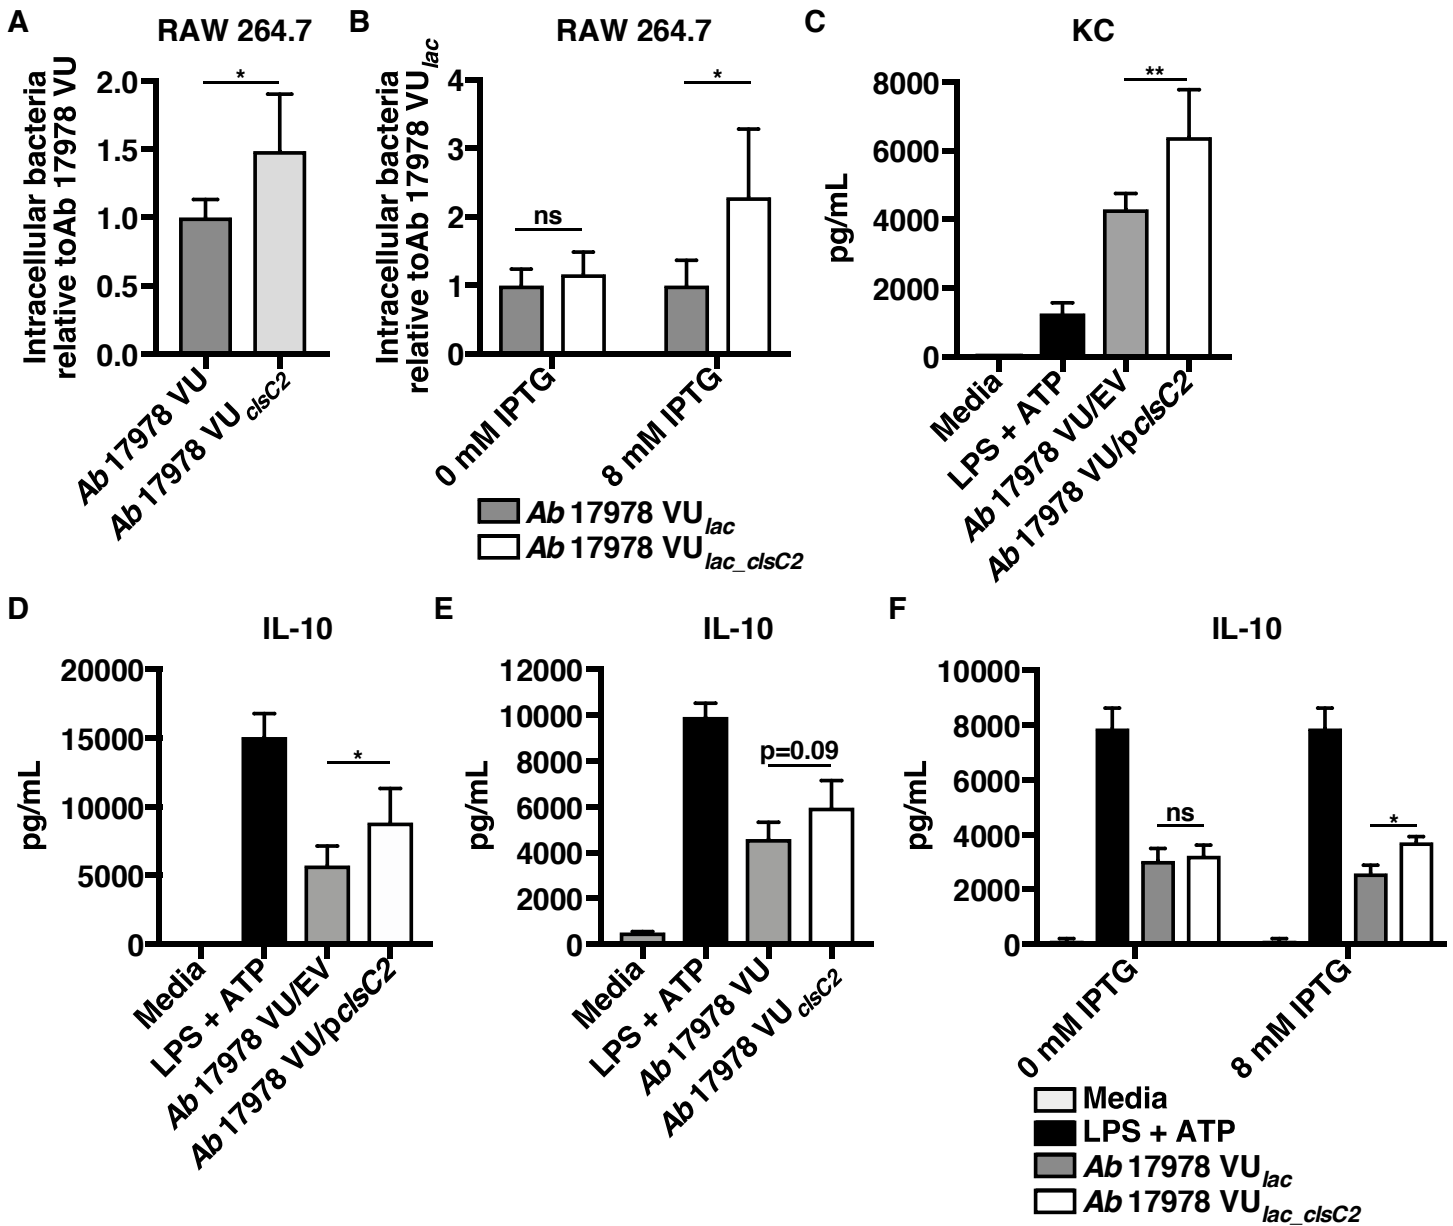 A
RAW 264.7
Intracellular bacteria
relative toAb 17978 VU
2.0
1.5
1.0
0.5
0.0
*
Ab 17978 VU
Ab 17978 VU clsC2
B
RAW 264.7
Intracellular bacteria
relative toAb 17978 VUlac
4
3
2
1
0
ns
*
0 mM IPTG
8 mM IPTG
Ab 17978 VUlac
Ab 17978 VUlac_clsC2
C
KC
pg/mL
8000
6000
4000
2000
0
**
Media
LPS + ATP
Ab 17978 VU/EV
Ab 17978 VU/pclsC2
D
IL-10
pg/mL
20000
15000
10000
5000
0
*
Media
LPS + ATP
Ab 17978 VU/EV
Ab 17978 VU/pclsC2
E
IL-10
pg/mL
12000
10000
8000
6000
4000
2000
0
p=0.09
Media
LPS + ATP
Ab 17978 VU
Ab 17978 VU clsC2
F
IL-10
pg/mL
10000
8000
6000
4000
2000
0
ns
*
0 mM IPTG
8 mM IPTG
Media
LPS + ATP
Ab 17978 VUlac
Ab 17978 VUlac_clsC2